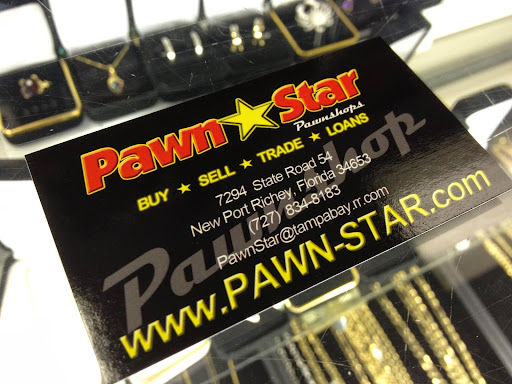 Pawn Star
Pawnshops
BUY ★ SELL ★ TRADE ★ LOANS
7294 State Road 54
New Port Richey, Florida 34653
(727) 834-8183
PawnStar@tampabay.rr.com
Pawnshop
www.PAWN-STAR.com